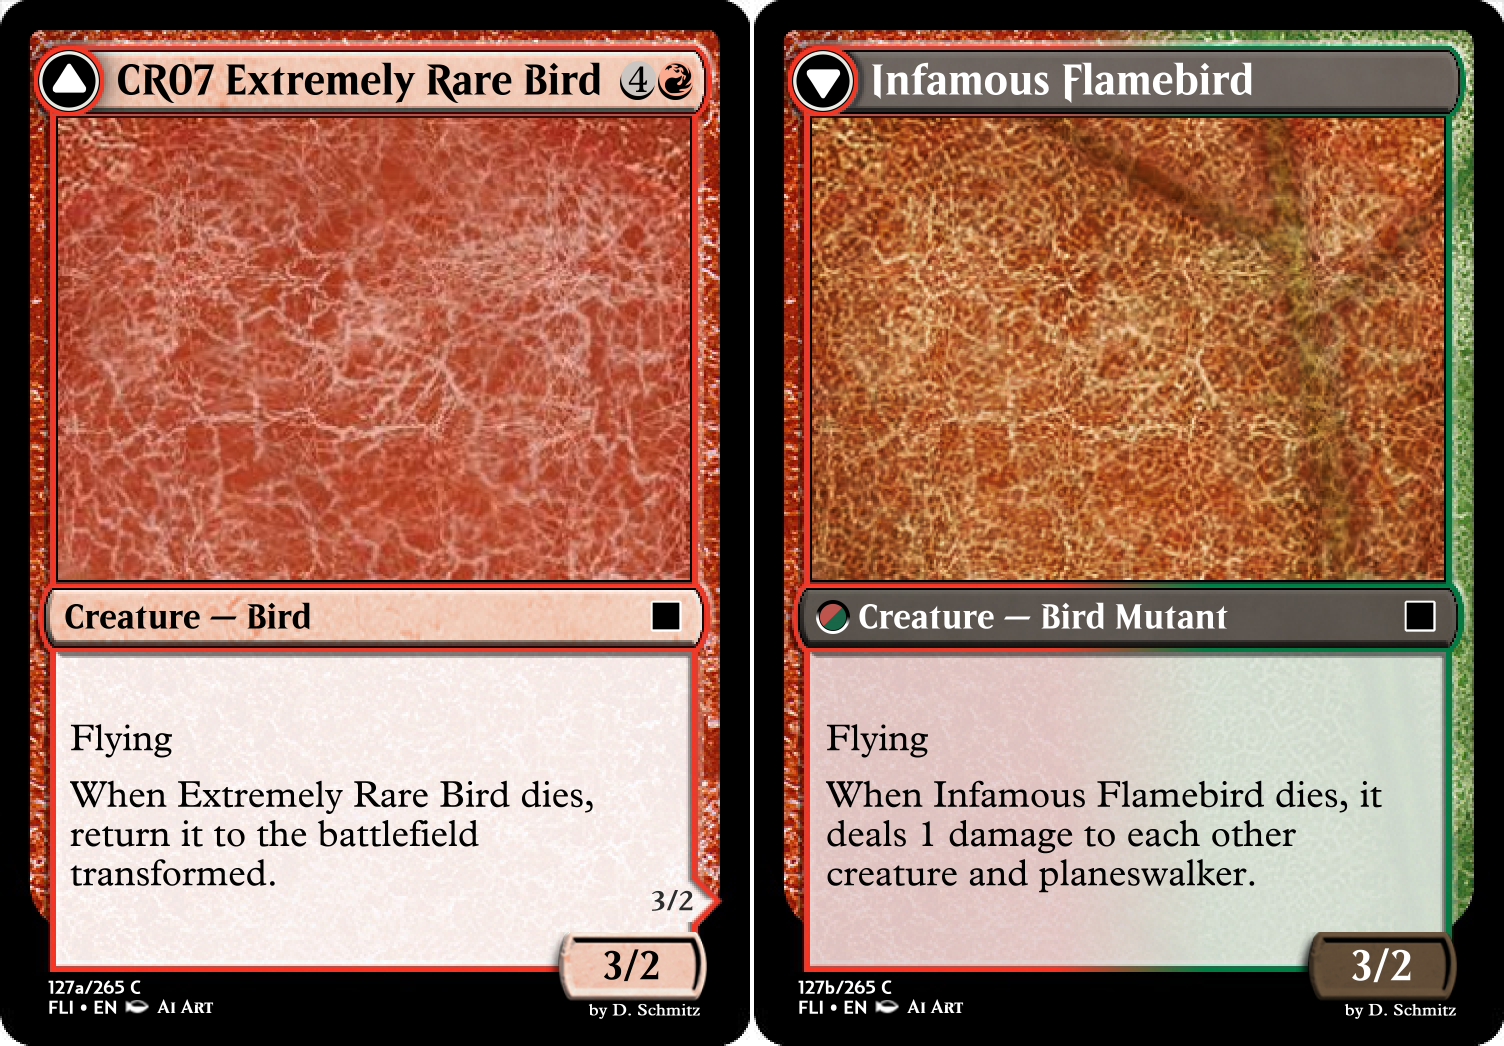 CR07 Extremely Rare Bird 4
Creature — Bird
Flying
When Extremely Rare Bird dies,
return it to the battlefield
transformed.
3/2
3/2
127a/265 C
FLI • EN AI ART
by D. Schmitz
Infamous Flamebird
Creature — Bird Mutant
Flying
When Infamous Flamebird dies, it
deals 1 damage to each other
creature and planeswalker.
3/2
127b/265 C
FLI • EN AI ART
by D. Schmitz